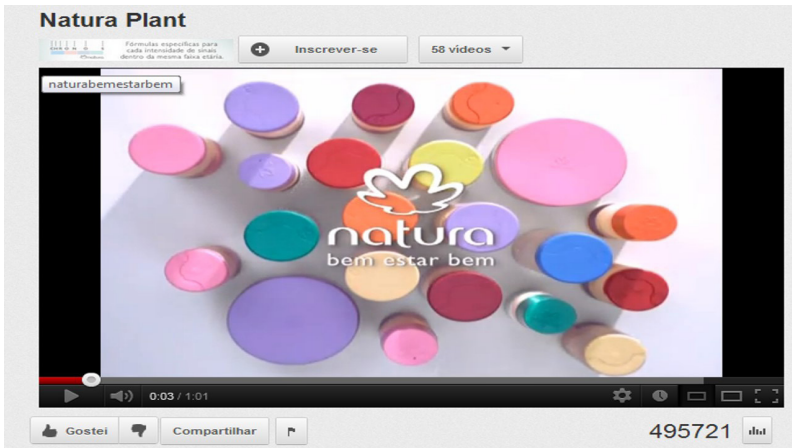 Natura Plant
Fórmulas específicas para
cada intensidade de sinais
dentro da mesma faixa etária.
Inscrever-se
58 vídeos
naturabemestarbem
natura
bem estar bem
0:03 / 1:01
Gostei
Compartilhar
495721